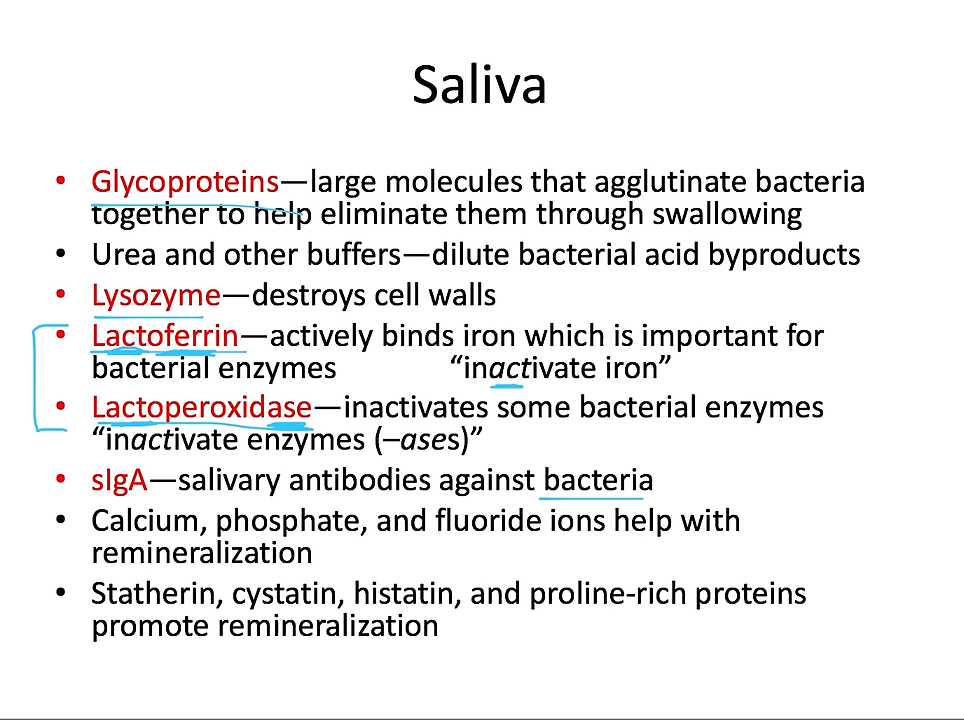 Saliva
• Glycoproteins—large molecules that agglutinate bacteria
together to help eliminate them through swallowing
• Urea and other buffers—dilute bacterial acid byproducts
• Lysozyme—destroys cell walls
• Lactoferrin—actively binds iron which is important for
bacterial enzymes “inactivate iron”
• Lactoperoxidase—inactivates some bacterial enzymes
“inactivate enzymes (–ases)”
• sIgA—salivary antibodies against bacteria
• Calcium, phosphate, and fluoride ions help with
remineralization
• Statherin, cystatin, histatin, and proline-rich proteins
promote remineralization